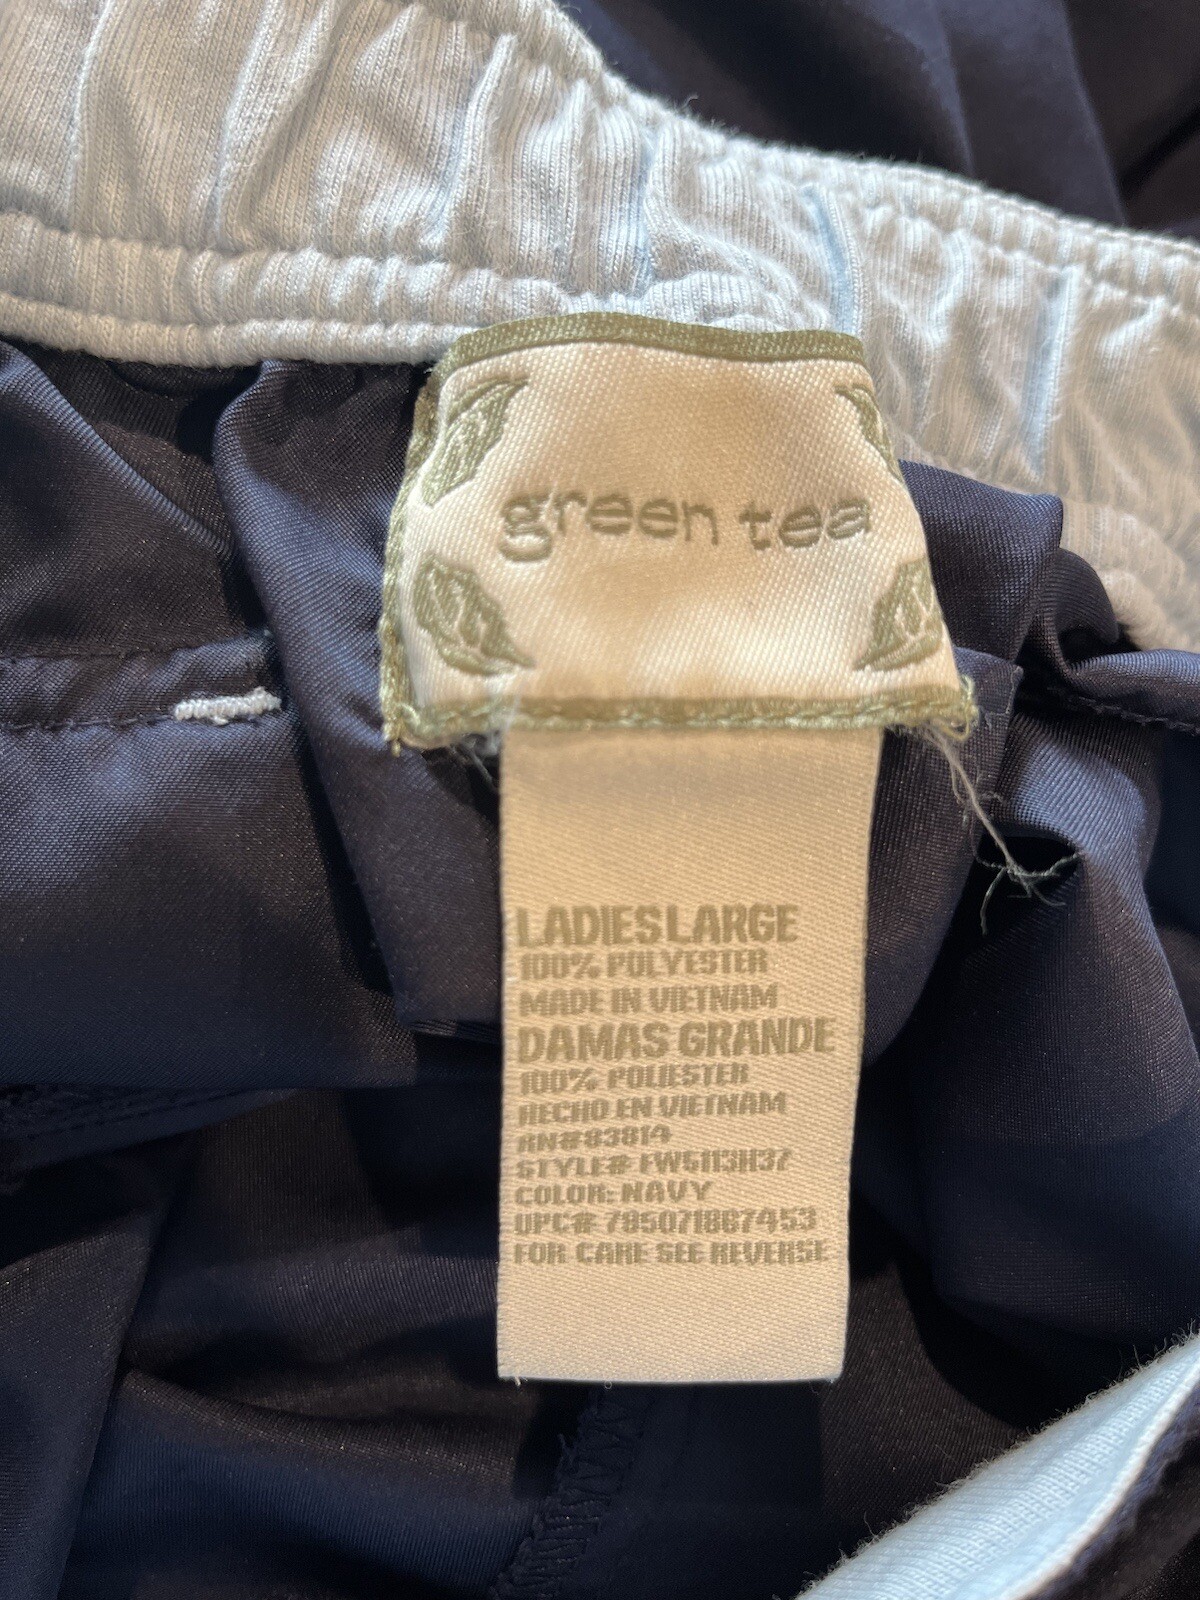 green tea
LADIES LARGE
100% POLYESTER
MADE IN VIETNAM
DAMAS GRANDE
100% POLIESTER
HECHO EN VIETNAM
RN#83814
STYLE# FW5113H37
COLOR: NAVY
UPC# 795071867453
FOR CARE SEE REVERSE